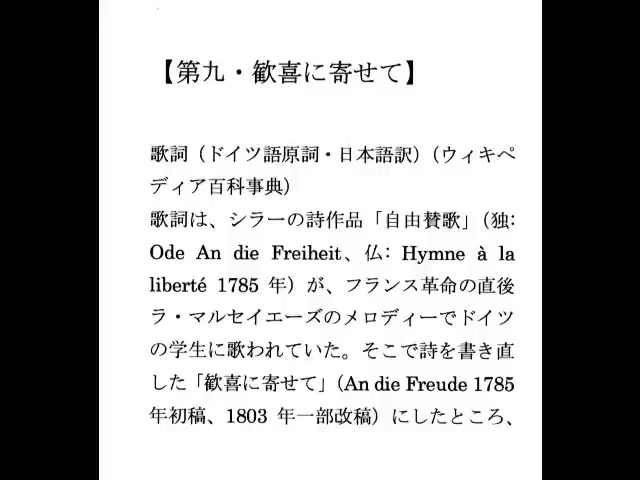 【第九・歓喜に寄せて】
歌詞（ドイツ語原詞・日本語訳）（ウィキペ
ディア百科事典）
歌詞は、シラーの詩作品「自由賛歌」（独:
Ode An die Freiheit、仏: Hymne à la
liberté 1785 年）が、フランス革命の直後
ラ・マルセイエーズのメロディーでドイツ
の学生に歌われていた。そこで詩を書き直
した「歓喜に寄せて」（An die Freude 1785
年初稿、1803 年一部改稿）にしたところ、